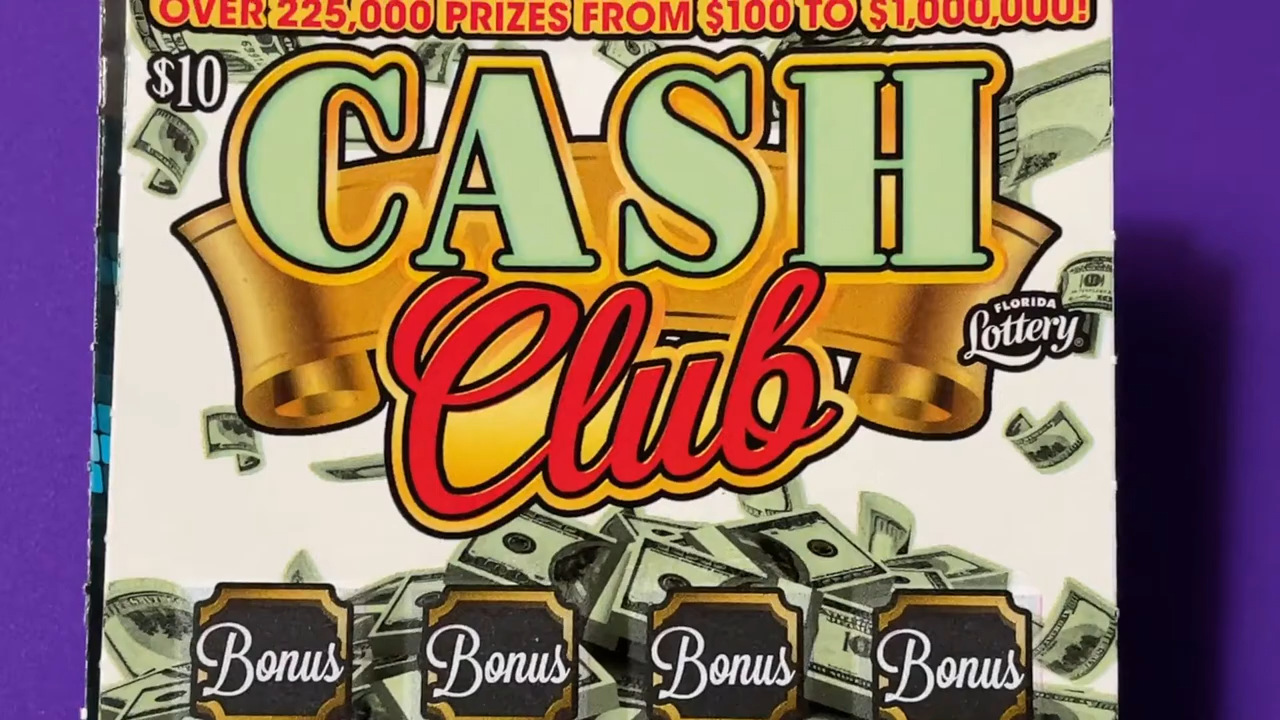 OVER 225,000 PRIZES FROM $100 TO $1,000,000!
$10
CASH
Club
FLORIDA
Lottery
Bonus Bonus Bonus Bonus